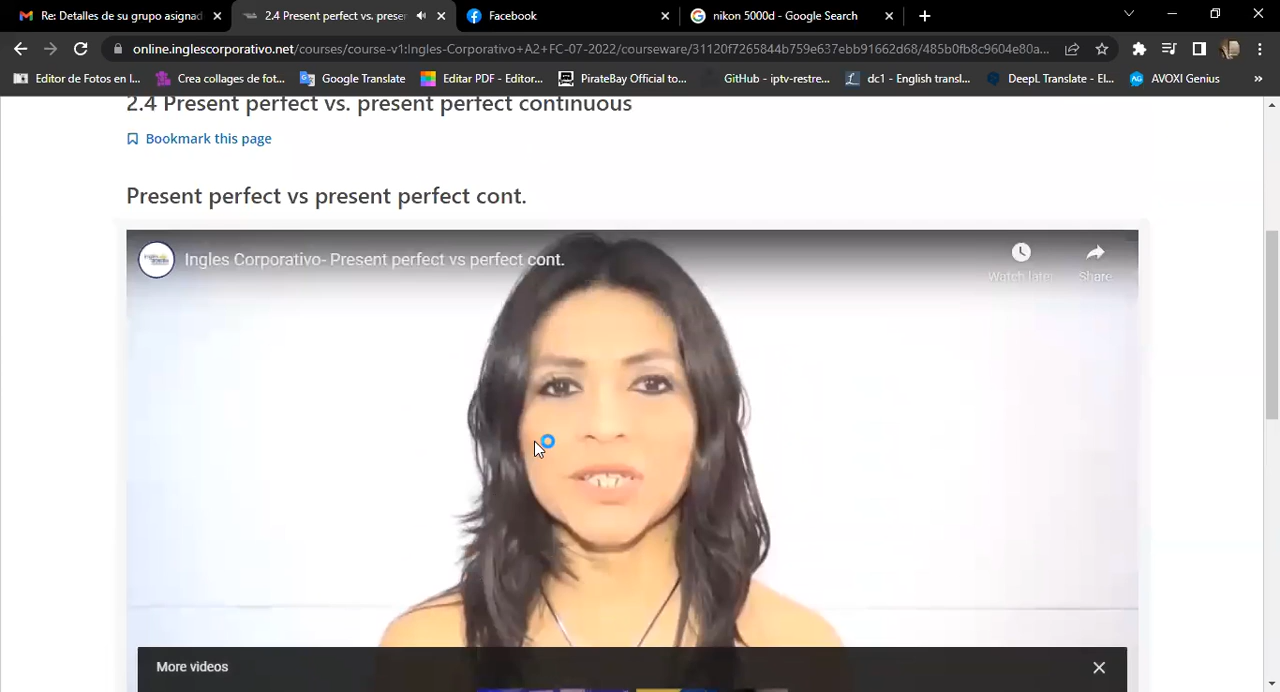 Re: Detalles de su grupo asignad
2.4 Present perfect vs. preser
Facebook
nikon 5000d - Google Search
online.inglescorporativo.net/courses/course-v1:Ingles-Corporativo+A2+FC-07-2022/courseware/31120f7265844b759e637ebb91662d68/485b0fb8c9604e80a...
Editor de Fotos en l...
Crea collages de fot...
Google Translate
Editar PDF - Editor...
PirateBay Official to...
GitHub - iptv-restre...
dc1 - English transl...
DeepL Translate - El...
AVOXI Genius
»
2.4 Present perfect vs. present perfect continuous
Bookmark this page
Present perfect vs present perfect cont.
Ingles Corporativo- Present perfect vs perfect cont.
Watch later
Share
More videos